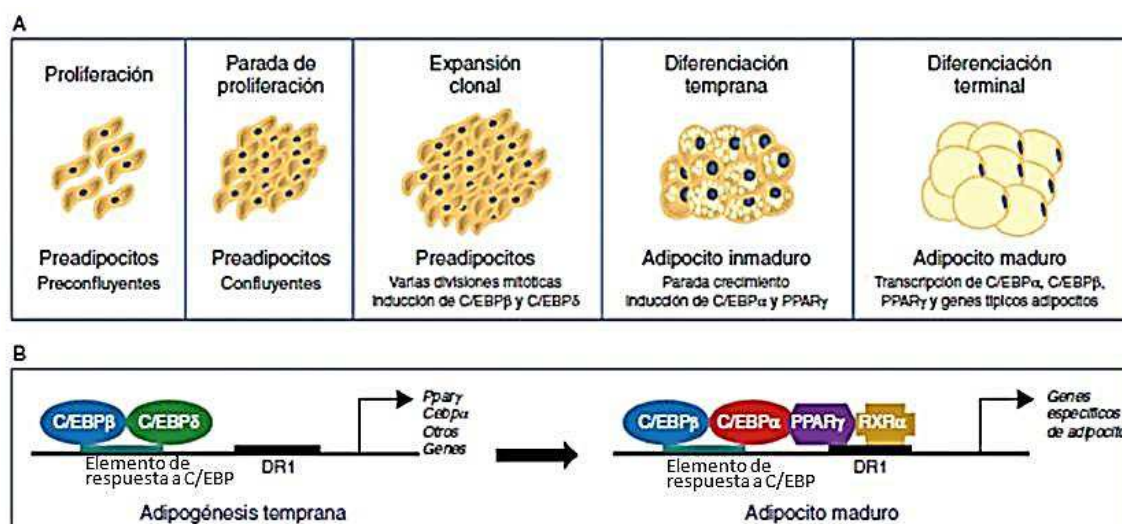 A
Proliferación
Preadipocitos
Preconfluyentes
Parada de
proliferación
Preadipocitos
Confluyentes
Expansión
clonal
Preadipocitos
Varias divisiones mitóticas
Inducción de C/EBPβ y C/EBPδ
Diferenciación
temprana
Adipocito inmaduro
Parada crecimiento
Inducción de C/EBPα y PPARγ
Diferenciación
terminal
Adipocito maduro
Transcripción de C/EBPα, C/EBPβ,
PPARγ y genes típicos adipocitos
B
C/EBPβ C/EBPδ
Pparγ
Cebpα
Otros
Genes
Elemento de
respuesta a C/EBP
DR1
Adipogénesis temprana
C/EBPβ C/EBPα PPARγ RXRα
Genes
específicos
de adipocito
Elemento de
respuesta a C/EBP
DR1
Adipocito maduro